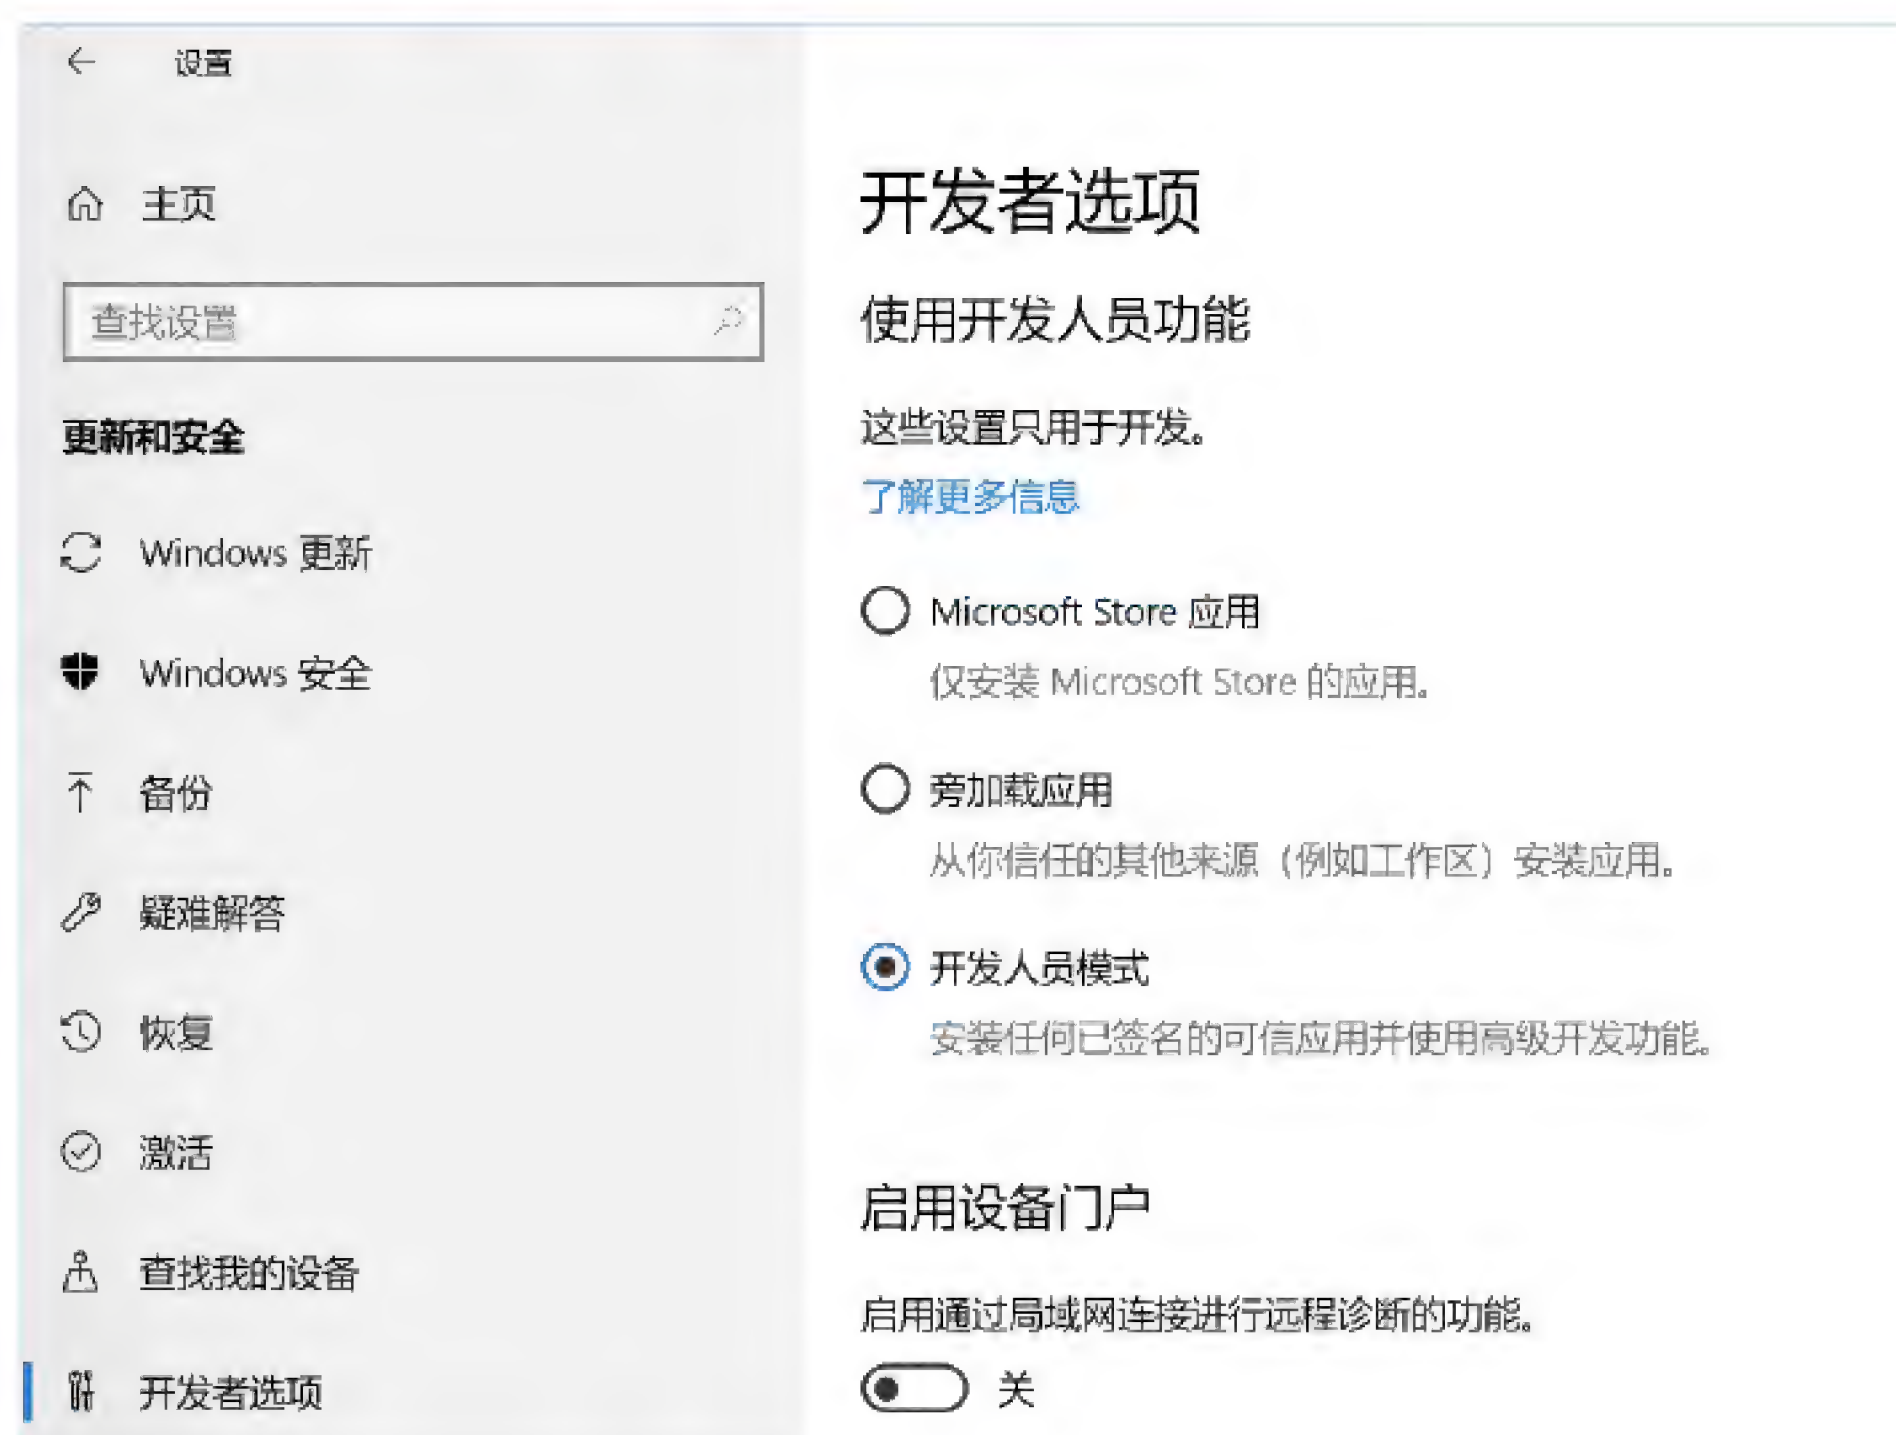 设置
主页
查找设置
更新和安全
Windows 更新
Windows 安全
备份
疑难解答
恢复
激活
查找我的设备
开发者选项
开发者选项
使用开发人员功能
这些设置只用于开发。
了解更多信息
Microsoft Store 应用
仅安装 Microsoft Store 的应用。
旁加载应用
从你信任的其他来源（例如工作区）安装应用。
开发人员模式
安装任何已签名的可信应用并使用高级开发功能。
启用设备门户
启用通过局域网连接进行远程诊断的功能。
关